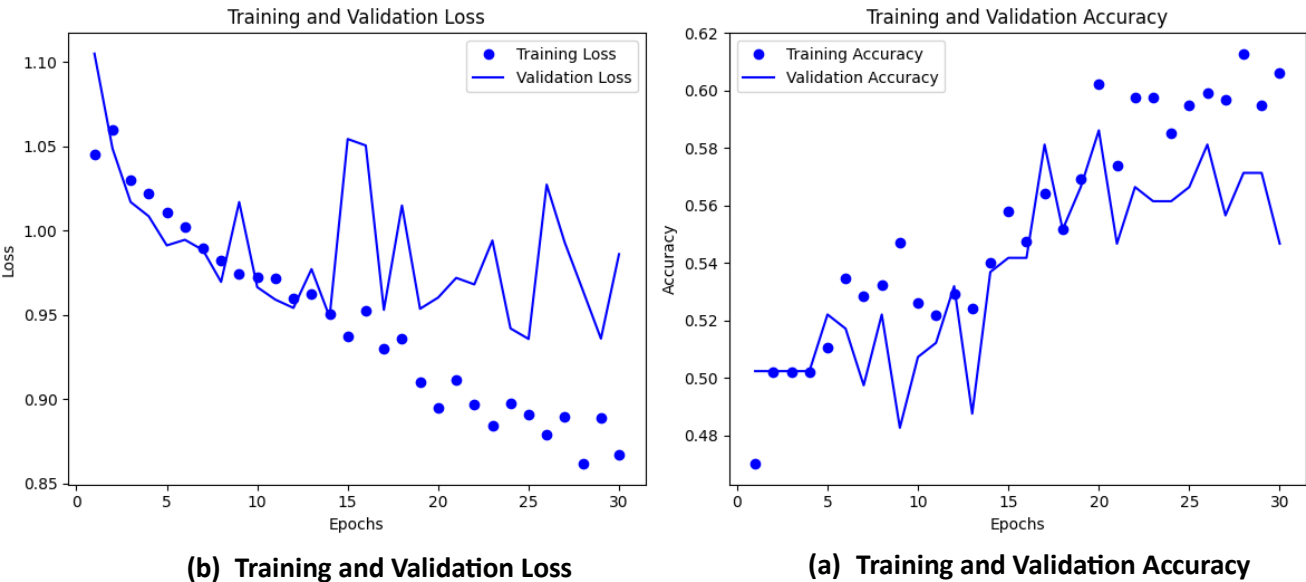 Training and Validation Loss
Training Loss
Validation Loss
1.10
1.05
1.00
0.95
0.90
0.85
Loss
0 5 10 15 20 25 30
Epochs
(b) Training and Validation Loss
Training and Validation Accuracy
Training Accuracy
Validation Accuracy
0.62
0.60
0.58
0.56
0.54
0.52
0.50
0.48
Accuracy
0 5 10 15 20 25 30
Epochs
(a) Training and Validation Accuracy